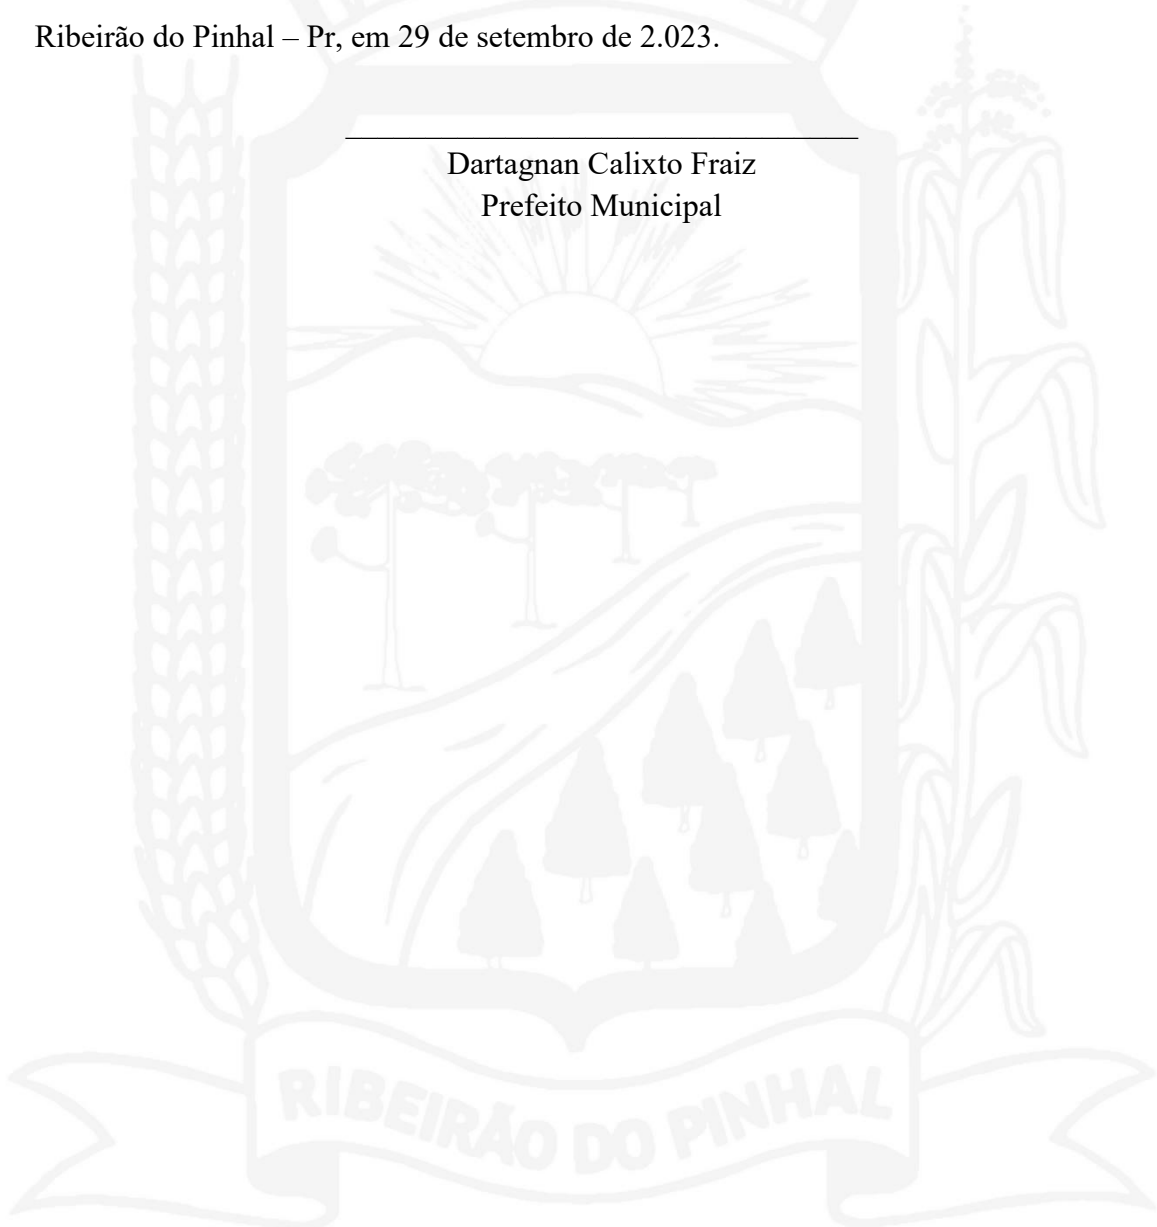 Ribeirão do Pinhal – Pr, em 29 de setembro de 2.023.
Dartagnan Calixto Fraiz
Prefeito Municipal
RIBEIRÃO DO PINHAL